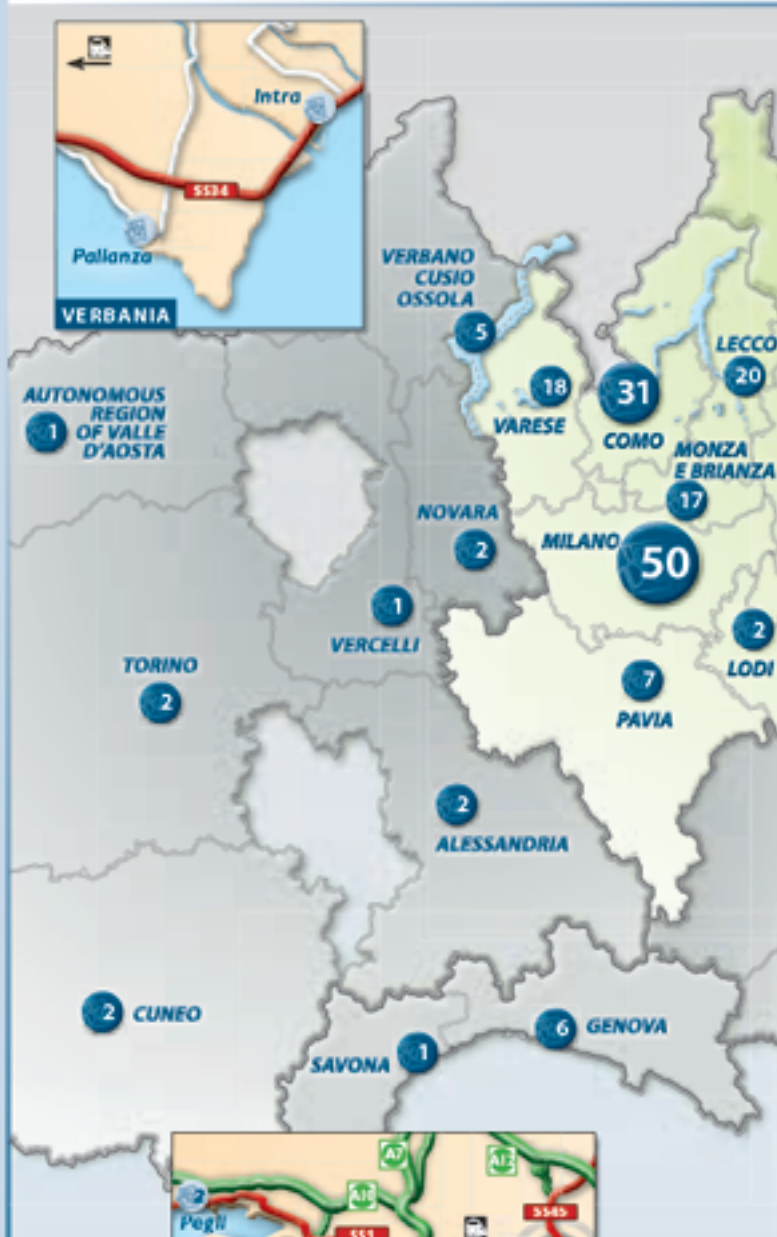 Intra
SS34
Pallanza
VERBANIA
VERBANO
CUSIO
OSSOLA
5
AUTONOMOUS
REGION
OF VALLE
D'AOSTA
1
18
VARESE
31
COMO
LECCO
20
MONZA
E BRIANZA
17
NOVARA
2
MILANO
50
1
VERCELLI
2
LODI
TORINO
2
7
PAVIA
2
ALESSANDRIA
2
CUNEO
6
GENOVA
SAVONA
1
A7
A12
2
A10
Pegli
SS1
SS45